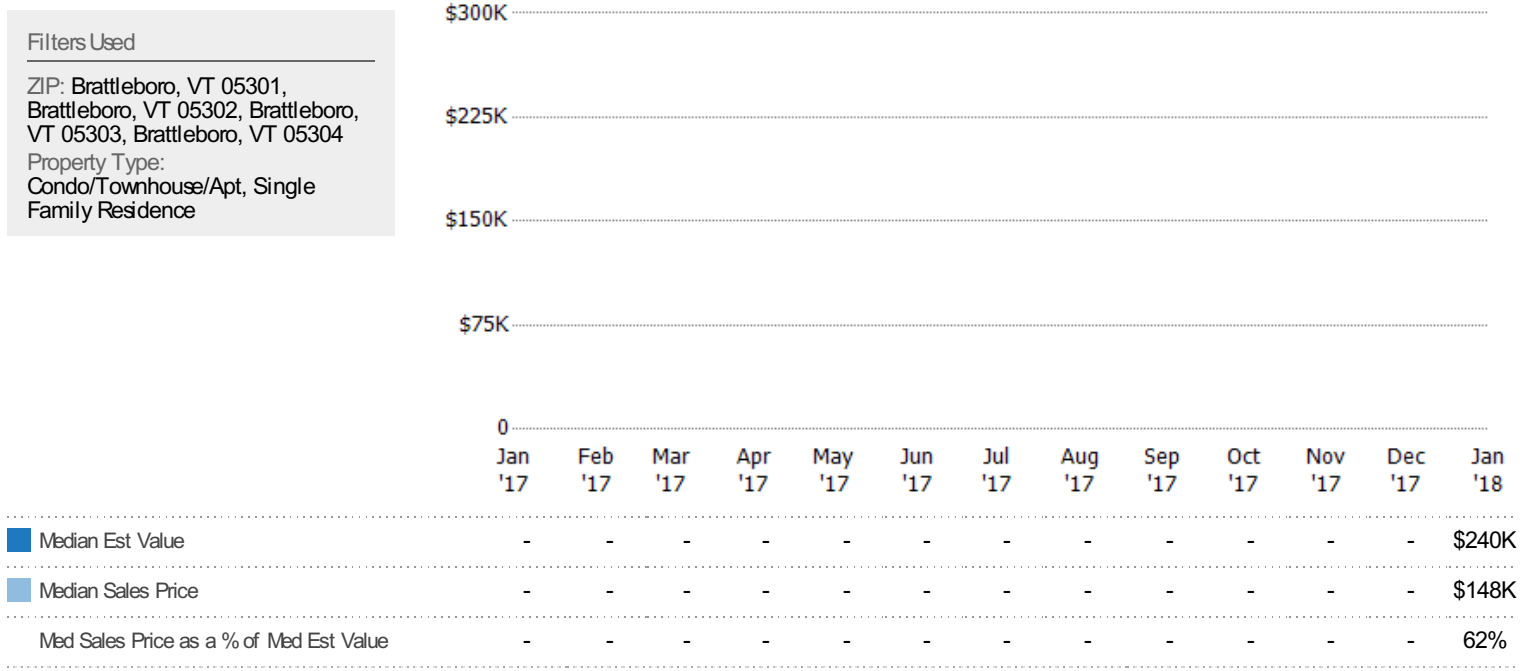 Filters Used
ZIP: Brattleboro, VT 05301,
Brattleboro, VT 05302, Brattleboro,
VT 05303, Brattleboro, VT 05304
Property Type:
Condo/Townhouse/Apt, Single
Family Residence
$300K
$225K
$150K
$75K
0
Jan Feb Mar Apr May Jun Jul Aug Sep Oct Nov Dec Jan
'17 '17 '17 '17 '17 '17 '17 '17 '17 '17 '17 '17 '18
Median Est Value - - - - - - - - - - - - $240K
Median Sales Price - - - - - - - - - - - - $148K
Med Sales Price as a % of Med Est Value - - - - - - - - - - - - 62%